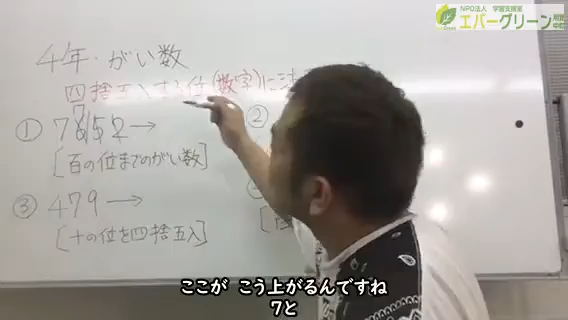 NPO法人 学習支援室
エバーグリーン
4年・がい数
四捨五入する位(数字)に注
① 7852→ ②
[百の位までのがい数]
③ 479→
[十の位を四捨五入]
ここが こう上がるんですね
7と